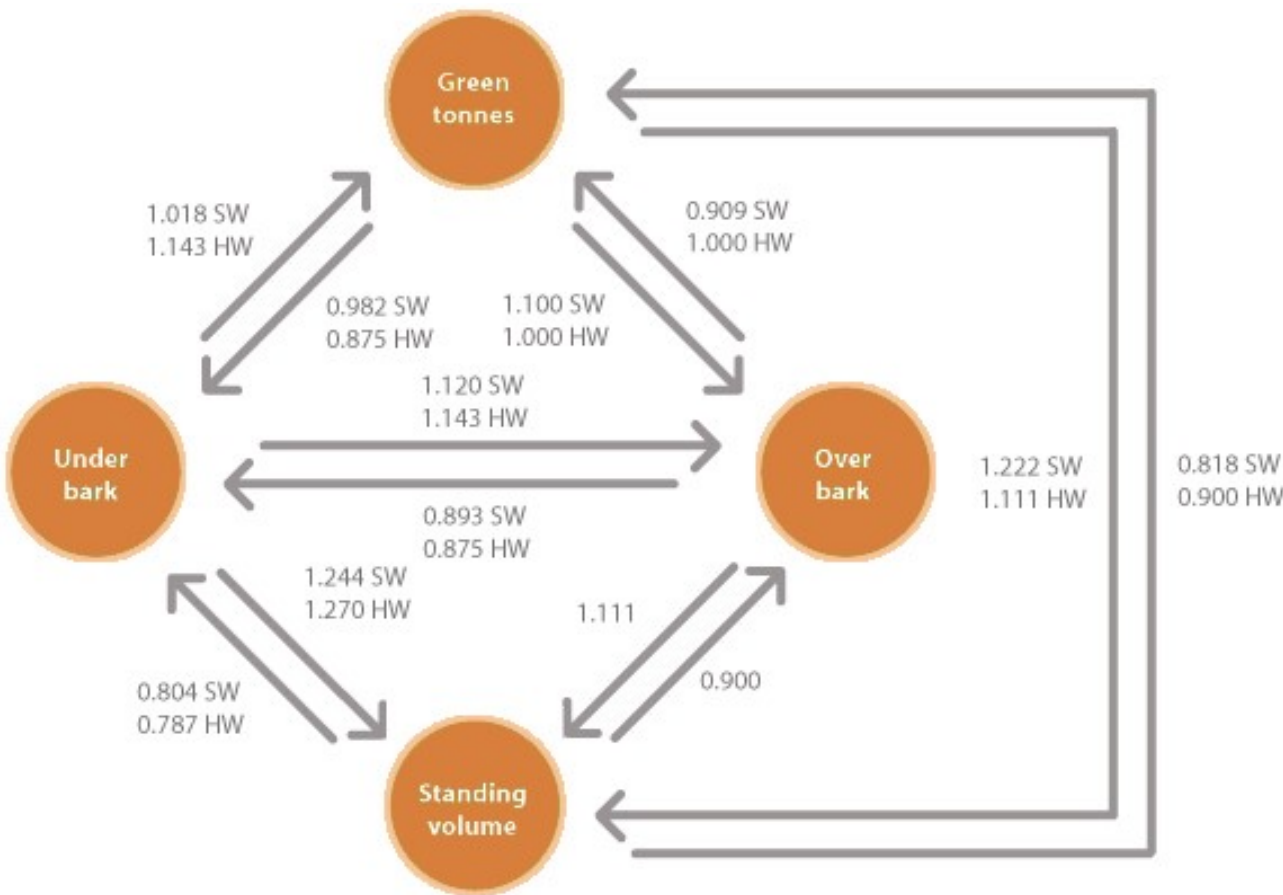 Green
tonnes
1.018 SW
1.143 HW
0.909 SW
1.000 HW
0.982 SW
0.875 HW
1.100 SW
1.000 HW
1.120 SW
1.143 HW
Under
bark
Over
bark
1.222 SW
1.111 HW
0.818 SW
0.900 HW
0.893 SW
0.875 HW
1.244 SW
1.270 HW
1.111
0.804 SW
0.787 HW
0.900
Standing
volume